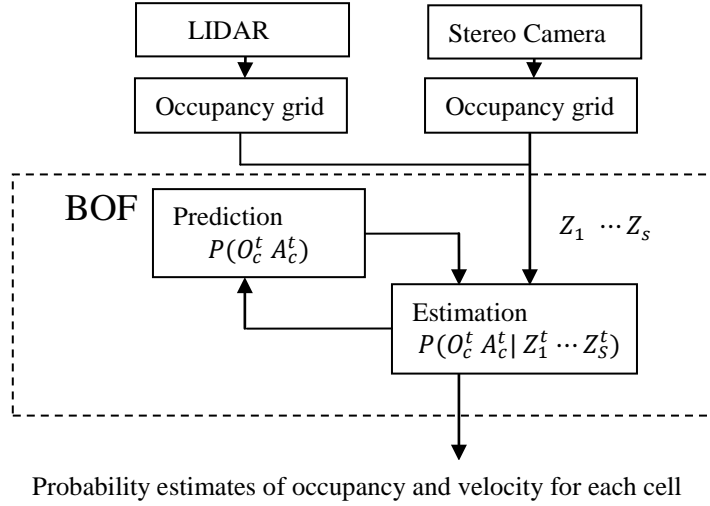 LIDAR
Stereo Camera
Occupancy grid
Occupancy grid
BOF
Prediction
P(O_c^t A_c^t)
Z_1 ⋯ Z_s
Estimation
P(O_c^t A_c^t | Z_1^t ⋯ Z_S^t)
Probability estimates of occupancy and velocity for each cell